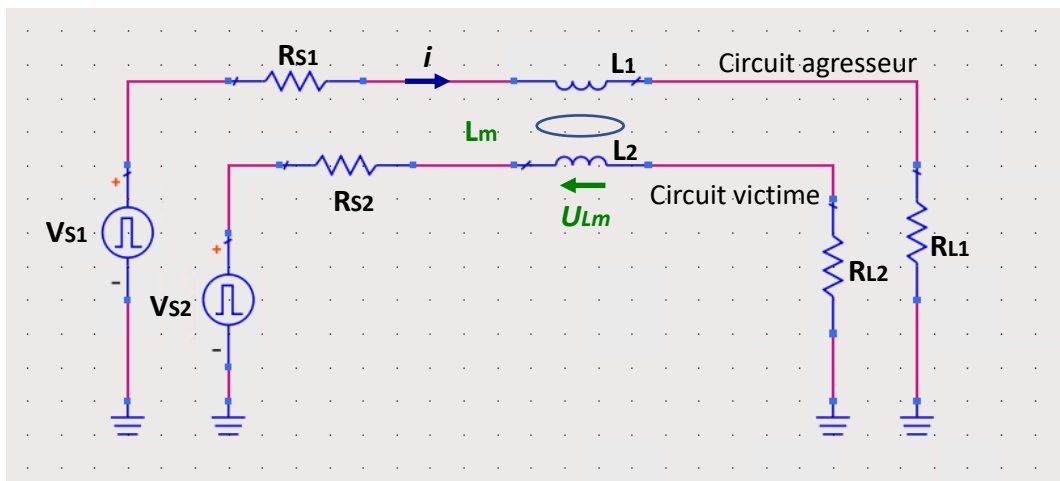 RS1
i
L1
Circuit agresseur
Lm
L2
RS2
Circuit victime
ULm
+
VS1
-
+
VS2
-
RL1
RL2